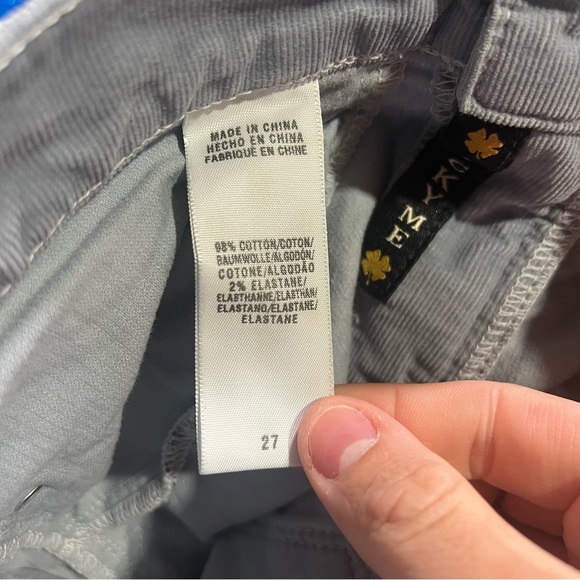 MADE IN CHINA
HECHO EN CHINA
FABRIQUE EN CHINE
98% COTTON/COTON/
BAUMWOLLE/ALGODÓN/
COTONE/ALGODÃO
2% ELASTANE/
ELASTHANNE/ELASTHAN/
ELASTANO/ELASTANE/
ELASTANE
27
ME